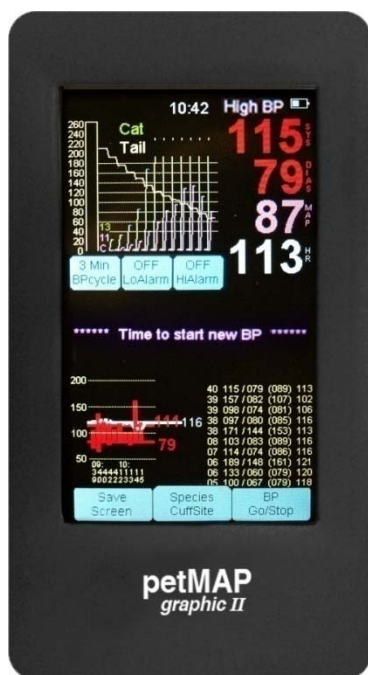 10:42 High BP
260
240
220
200
180
160
140
120
100
80
60
40
20
0
Cat
Tail
13
11
C
115 SYS
79 DIAS
87 MAP
113 HR
3 Min
BPcycle
OFF
LoAlarm
OFF
HiAlarm
****** Time to start new BP ******
200
150
100
50
116
79
09: 10:
34444111111
90022223345
40 115/079 (089) 113
39 157/082 (107) 102
39 098/074 (081) 106
38 097/080 (085) 116
38 171/144 (153) 113
08 103/083 (089) 116
07 114/074 (086) 116
06 189/148 (161) 121
06 133/060 (079) 120
05 100/067 (079) 118
Save
Screen
Species
CuffSite
BP
Go/Stop
petMAP
graphic II